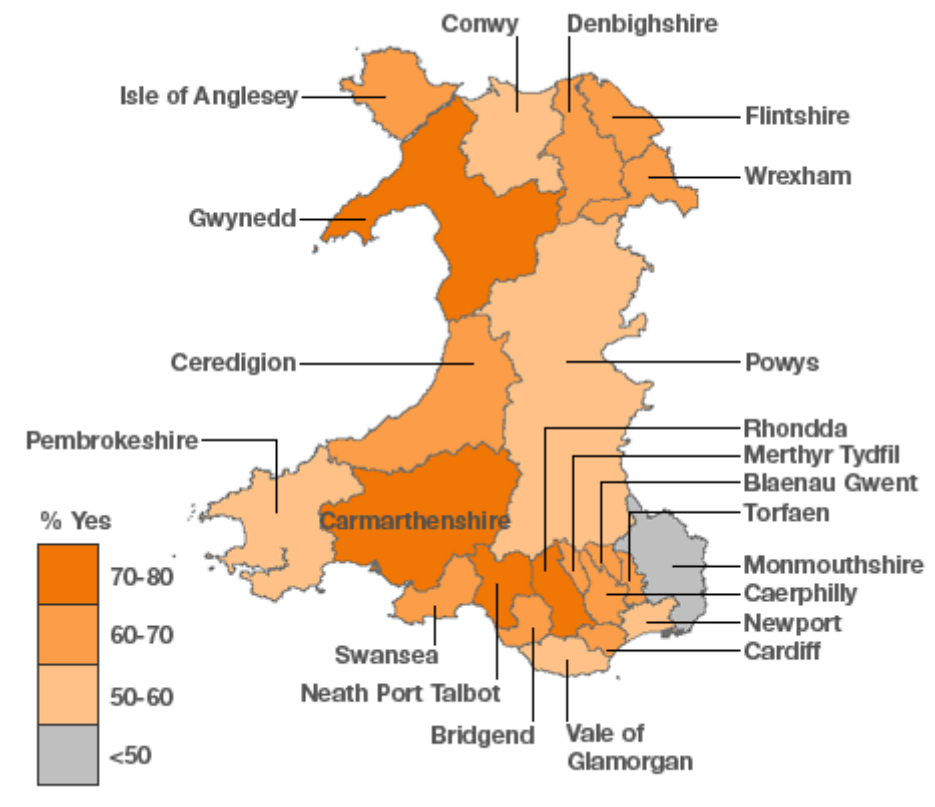 Conwy
Denbighshire
Isle of Anglesey
Flintshire
Wrexham
Gwynedd
Ceredigion
Powys
Rhondda
Pembrokeshire
Merthyr Tydfil
Blaenau Gwent
% Yes
Carmarthenshire
Torfaen
70-80
Monmouthshire
Caerphilly
60-70
Newport
Swansea
Cardiff
50-60
Neath Port Talbot
Bridgend
Vale of
Glamorgan
<50